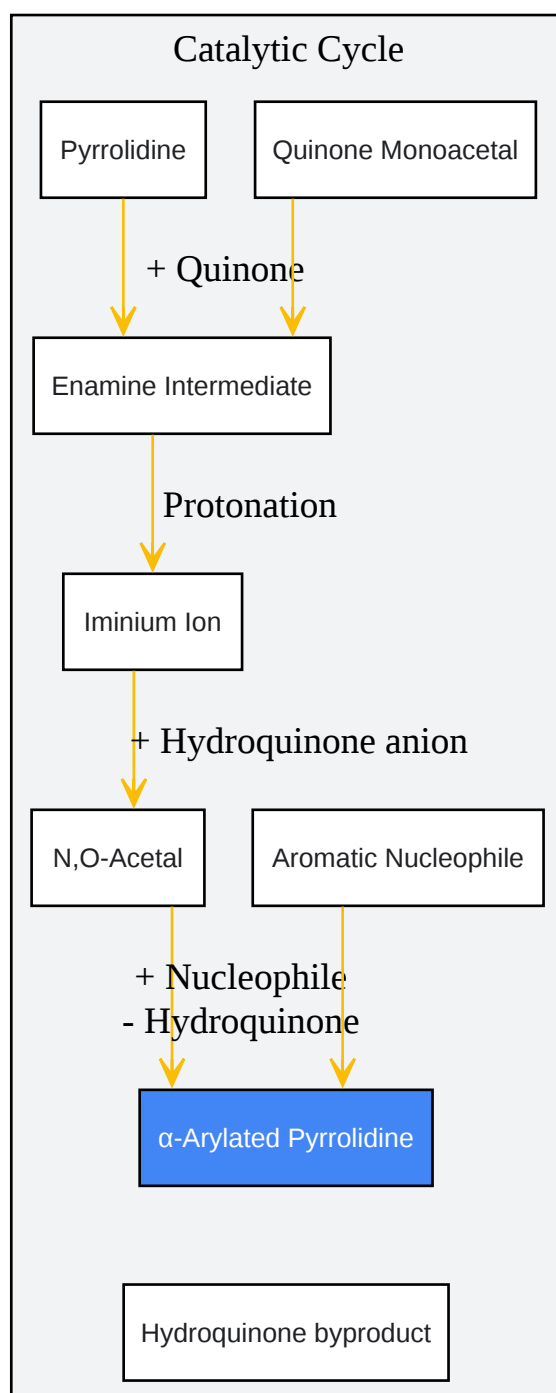 Catalytic Cycle
Pyrrolidine
Quinone Monoacetal
+ Quinone
Enamine Intermediate
Protonation
Iminium Ion
+ Hydroquinone anion
N,O-Acetal
Aromatic Nucleophile
+ Nucleophile
- Hydroquinone
α-Arylated Pyrrolidine
Hydroquinone byproduct